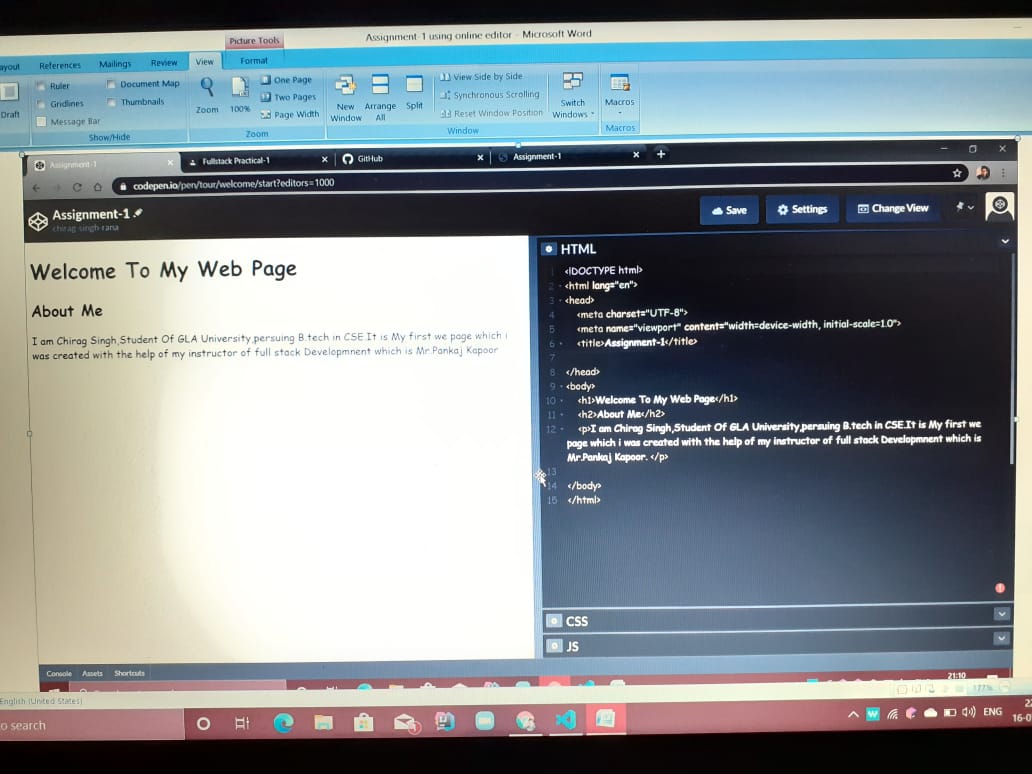 Assignment-1 using online editor - Microsoft Word
Picture Tools
References Mailings Review View Format
Draft
Ruler
Gridlines
Message Bar
Document Map
Thumbnails
Show/Hide
Zoom
100%
One Page
Two Pages
Page Width
Zoom
New Window
Arrange All
Split
View Side by Side
Synchronous Scrolling
Reset Window Position
Window
Switch Windows
Macros
Macros
Assignment-1 Fullstack Practical-1 GitHub Assignment-1
codepen.io/pen/tour/welcome/start?editors=1000
Assignment-1
chirag singh rana
Save Settings Change View
Welcome To My Web Page
About Me
I am Chirag Singh,Student Of GLA University,persuing B.tech in CSE.It is My first we page which i
was created with the help of my instructor of full stack Developmnent which is Mr.Pankaj Kapoor
HTML
1 <!DOCTYPE html>
2 <html lang="en">
3 <head>
4 <meta charset="UTF-8">
5 <meta name="viewport" content="width=device-width, initial-scale=1.0">
6 <title>Assignment-1</title>
7
8 </head>
9 <body>
10 <h1>Welcome To My Web Page</h1>
11 <h2>About Me</h2>
12 <p>I am Chirag Singh,Student Of GLA University,persuing B.tech in CSE.It is My first we
page which i was created with the help of my instructor of full stack Developmnent which is
Mr.Pankaj Kapoor. </p>
13
14 </body>
15 </html>
CSS
JS
Console Assets Shortcuts
21:10
English (United States)
177%
o search
ENG